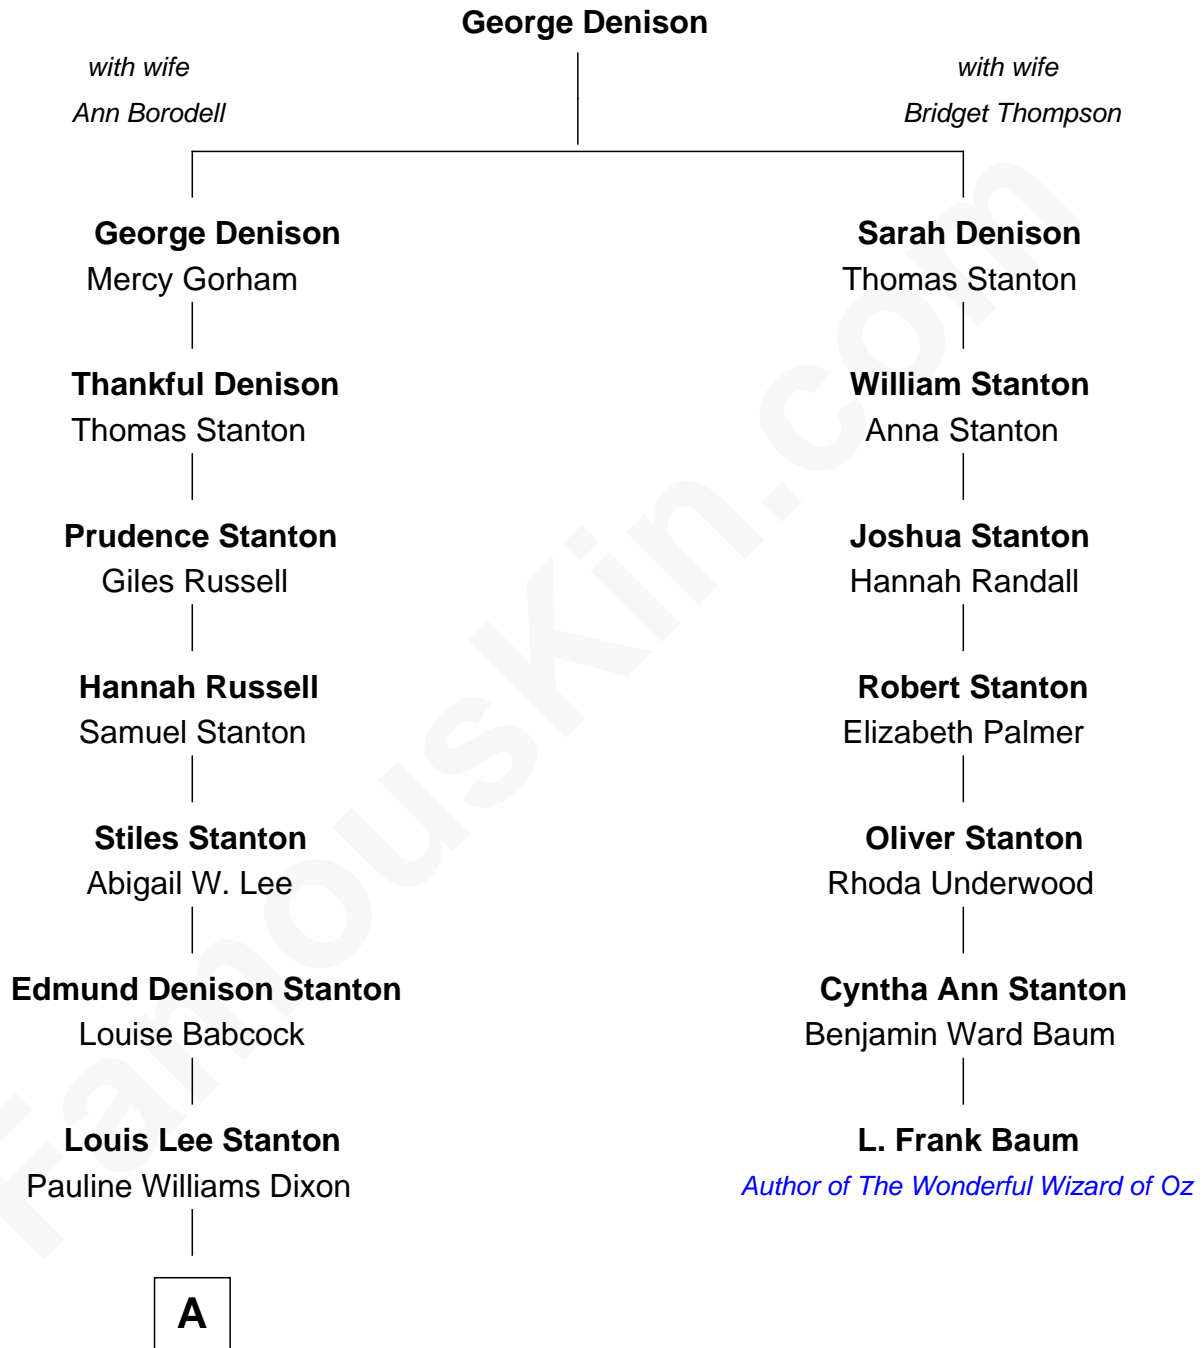 George Denison
with wife
Ann Borodell
with wife
Bridget Thompson
George Denison
Mercy Gorham
Sarah Denison
Thomas Stanton
Thankful Denison
Thomas Stanton
William Stanton
Anna Stanton
Prudence Stanton
Giles Russell
Joshua Stanton
Hannah Randall
Hannah Russell
Samuel Stanton
Robert Stanton
Elizabeth Palmer
Stiles Stanton
Abigail W. Lee
Oliver Stanton
Rhoda Underwood
Edmund Denison Stanton
Louise Babcock
Cyntha Ann Stanton
Benjamin Ward Baum
Louis Lee Stanton
Pauline Williams Dixon
L. Frank Baum
Author of The Wonderful Wizard of Oz
A
FamousKin.com